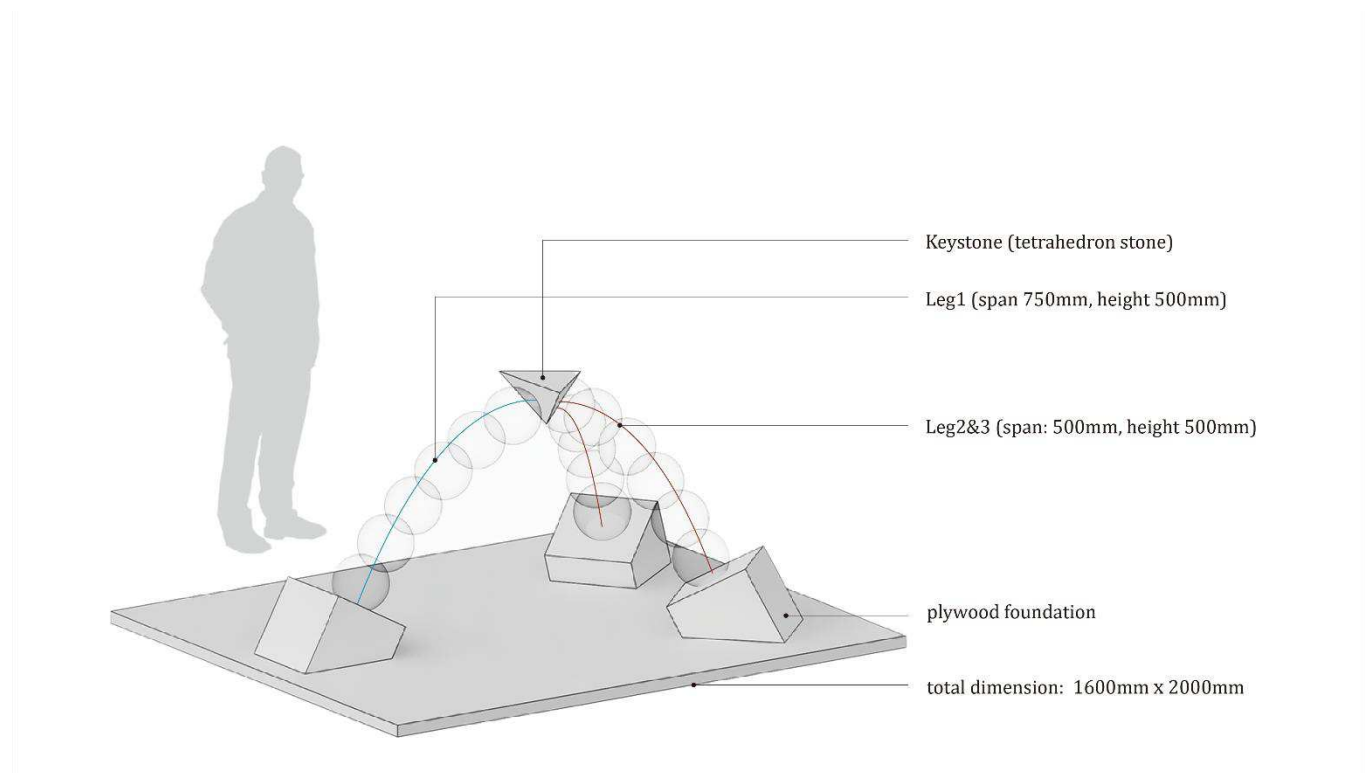 Keystone (tetrahedron stone)
Leg1 (span 750mm, height 500mm)
Leg2&3 (span: 500mm, height 500mm)
plywood foundation
total dimension: 1600mm x 2000mm